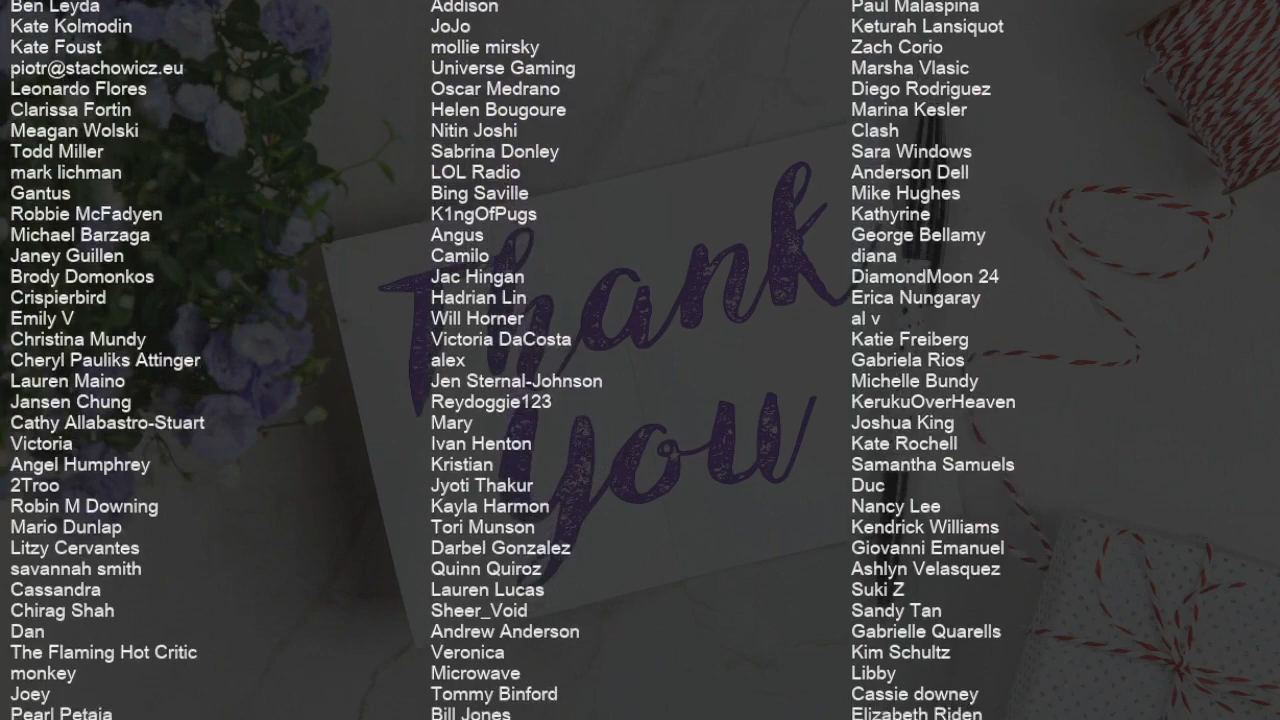 Ben Leyda
Kate Kolmodin
Kate Foust
piotr@stachowicz.eu
Leonardo Flores
Clarissa Fortin
Meagan Wolski
Todd Miller
mark lichman
Gantus
Robbie McFadyen
Michael Barzaga
Janey Guillen
Brody Domonkos
Crispierbird
Emily V
Christina Mundy
Cheryl Pauliks Attinger
Lauren Maino
Jansen Chung
Cathy Allabastro-Stuart
Victoria
Angel Humphrey
2Troo
Robin M Downing
Mario Dunlap
Litzy Cervantes
savannah smith
Cassandra
Chirag Shah
Dan
The Flaming Hot Critic
monkey
Joey
Pearl Petaja
Addison
JoJo
mollie mirsky
Universe Gaming
Oscar Medrano
Helen Bougoure
Nitin Joshi
Sabrina Donley
LOL Radio
Bing Saville
K1ngOfPugs
Angus
Camilo
Jac Hingan
Hadrian Lin
Will Horner
Victoria DaCosta
alex
Jen Sternal-Johnson
Reydoggie123
Mary
Ivan Henton
Kristian
Jyoti Thakur
Kayla Harmon
Tori Munson
Darbel Gonzalez
Quinn Quiroz
Lauren Lucas
Sheer_Void
Andrew Anderson
Veronica
Microwave
Tommy Binford
Bill Jones
Paul Malaspina
Keturah Lansiquot
Zach Corio
Marsha Vlasic
Diego Rodriguez
Marina Kesler
Clash
Sara Windows
Anderson Dell
Mike Hughes
Kathyrine
George Bellamy
diana
DiamondMoon 24
Erica Nungaray
al v
Katie Freiberg
Gabriela Rios
Michelle Bundy
KerukuOverHeaven
Joshua King
Kate Rochell
Samantha Samuels
Duc
Nancy Lee
Kendrick Williams
Giovanni Emanuel
Ashlyn Velasquez
Suki Z
Sandy Tan
Gabrielle Quarells
Kim Schultz
Libby
Cassie downey
Elizabeth Riden
Thank
you